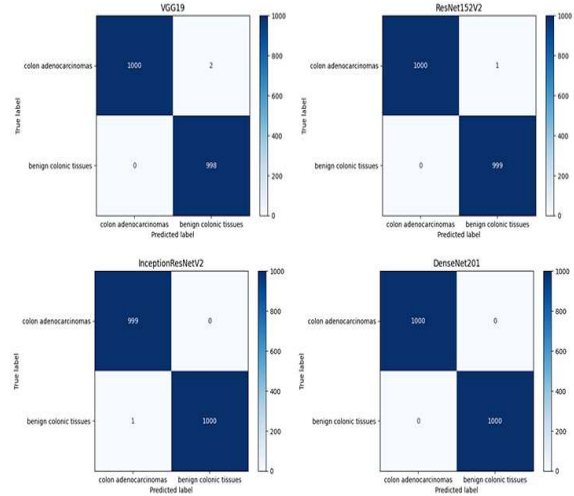 VGG19
True label
colon adenocarcinomas
benign colonic tissues
1000
2
0
998
colon adenocarcinomas
benign colonic tissues
Predicted label
1000
800
600
400
200
0
ResNet152V2
True label
colon adenocarcinomas
benign colonic tissues
1000
1
0
999
colon adenocarcinomas
benign colonic tissues
Predicted label
1000
800
600
400
200
0
InceptionResNetV2
True label
colon adenocarcinomas
benign colonic tissues
999
0
1
1000
colon adenocarcinomas
benign colonic tissues
Predicted label
1000
800
600
400
200
0
DenseNet201
True label
colon adenocarcinomas
benign colonic tissues
1000
0
0
1000
colon adenocarcinomas
benign colonic tissues
Predicted label
1000
800
600
400
200
0